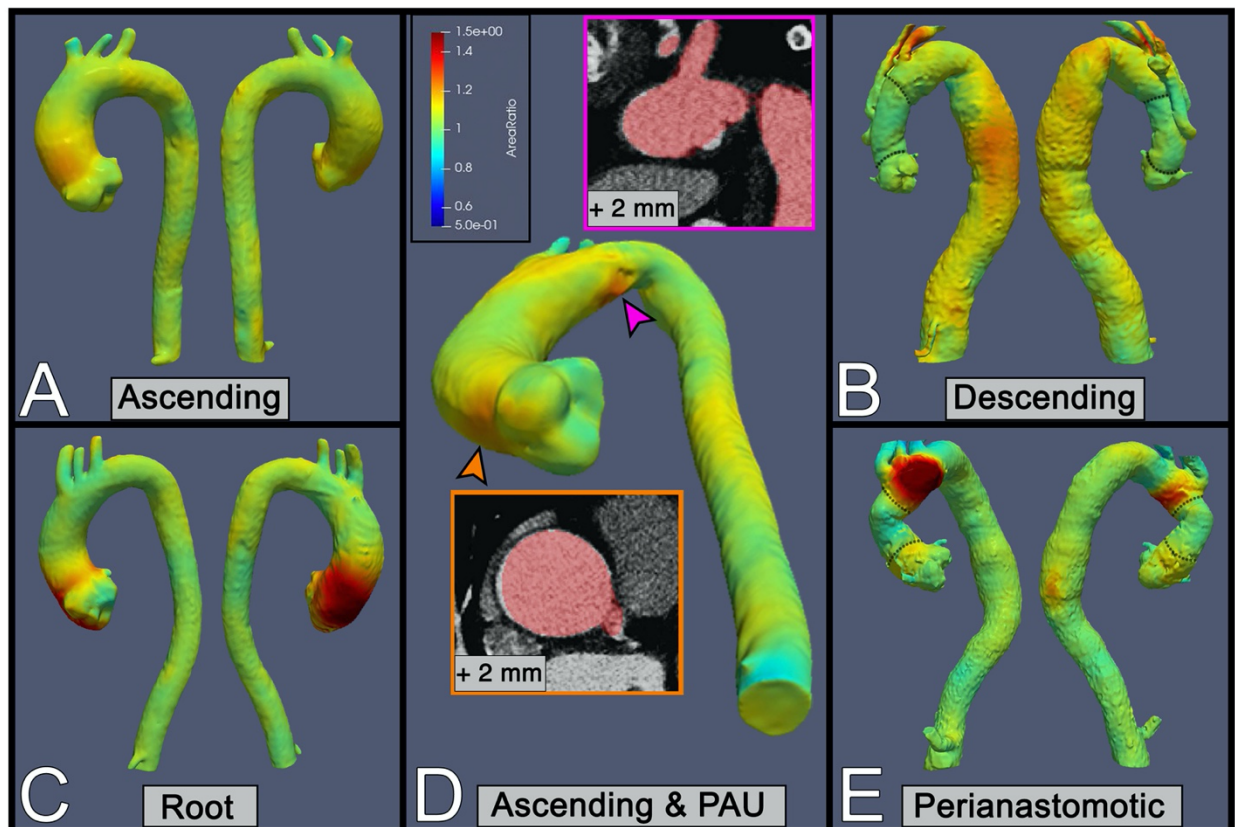 A
Ascending
1.5e+00
1.4
1.2
1
0.8
0.6
5.0e-01
AreaRatio
+ 2 mm
+ 2 mm
D
Ascending & PAU
B
Descending
C
Root
E
Perianastomotic